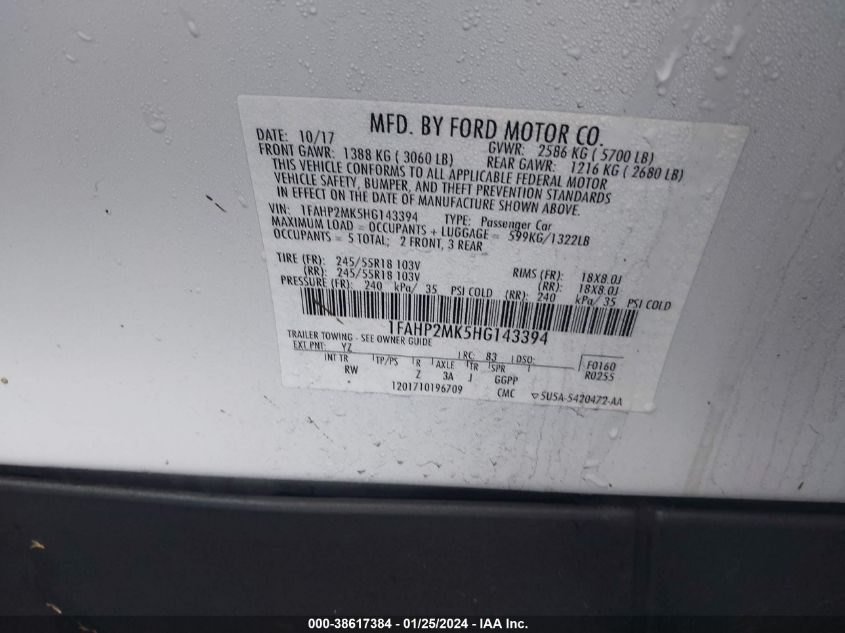 MFD. BY FORD MOTOR CO.
DATE: 10/17 GVWR: 2586 KG ( 5700 LB)
FRONT GAWR: 1388 KG ( 3060 LB) REAR GAWR: 1216 KG ( 2680 LB)
THIS VEHICLE CONFORMS TO ALL APPLICABLE FEDERAL MOTOR
VEHICLE SAFETY, BUMPER, AND THEFT PREVENTION STANDARDS
IN EFFECT ON THE DATE OF MANUFACTURE SHOWN ABOVE.
VIN: 1FAHP2MK5HG143394 TYPE: Passenger Car
MAXIMUM LOAD = OCCUPANTS + LUGGAGE = 599KG/1322LB
OCCUPANTS = 5 TOTAL; 2 FRONT, 3 REAR
TIRE (FR): 245/55R18 103V RIMS (FR): 18X8.0J
(RR): 245/55R18 103V (RR): 18X8.0J
PRESSURE (FR): 240 kPa/ 35 PSI COLD (RR): 240 kPa/ 35 PSI COLD
1FAHP2MK5HG143394
TRAILER TOWING - SEE OWNER GUIDE
EXT PNT: YZ RC: 83 DSO: F0160
INT TR TP/PS R AXLE TR SPR R0255
RW Z 3A J GGPP
1201710196709 CMC ▽5U5A-5420472-AA
000-38617384 - 01/25/2024 - IAA Inc.